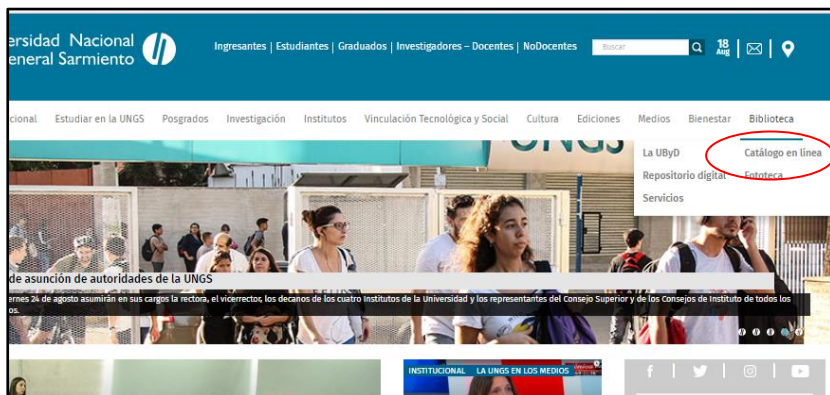 ersidad Nacional
eneral Sarmiento
Ingresantes | Estudiantes | Graduados | Investigadores – Docentes | NoDocentes
Buscar
18
Aug
cional Estudiar en la UNGS Posgrados Investigación Institutos Vinculación Tecnológica y Social Cultura Ediciones Medios Bienestar Biblioteca
La UByD Catálogo en línea
Repositorio digital Fototeca
Servicios
UNGS
de asunción de autoridades de la UNGS
ernes 24 de agosto asumirán en sus cargos la rectora, el vicerrector, los decanos de los cuatro Institutos de la Universidad y los representantes del Consejo Superior y de los Consejos de Instituto de todos los
os.
INSTITUCIONAL LA UNGS EN LOS MEDIOS